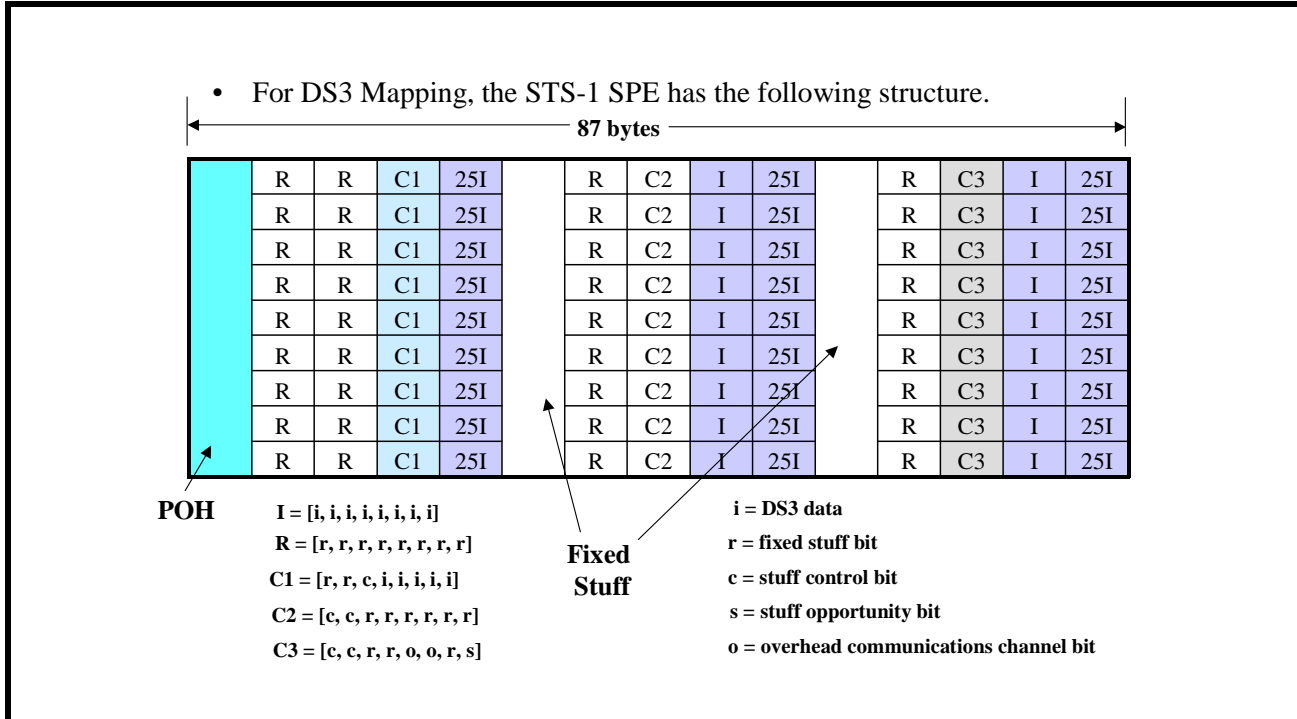 • For DS3 Mapping, the STS-1 SPE has the following structure.
87 bytes
R R C1 25I R C2 I 25I R C3 I 25I
R R C1 25I R C2 I 25I R C3 I 25I
R R C1 25I R C2 I 25I R C3 I 25I
R R C1 25I R C2 I 25I R C3 I 25I
R R C1 25I R C2 I 25I R C3 I 25I
R R C1 25I R C2 I 25I R C3 I 25I
R R C1 25I R C2 I 25I R C3 I 25I
R R C1 25I R C2 I 25I R C3 I 25I
R R C1 25I R C2 I 25I R C3 I 25I
POH
I = [i, i, i, i, i, i, i, i]
R = [r, r, r, r, r, r, r, r]
C1 = [r, r, c, i, i, i, i, i]
C2 = [c, c, r, r, r, r, r, r]
C3 = [c, c, r, r, o, o, r, s]
Fixed
Stuff
i = DS3 data
r = fixed stuff bit
c = stuff control bit
s = stuff opportunity bit
o = overhead communications channel bit